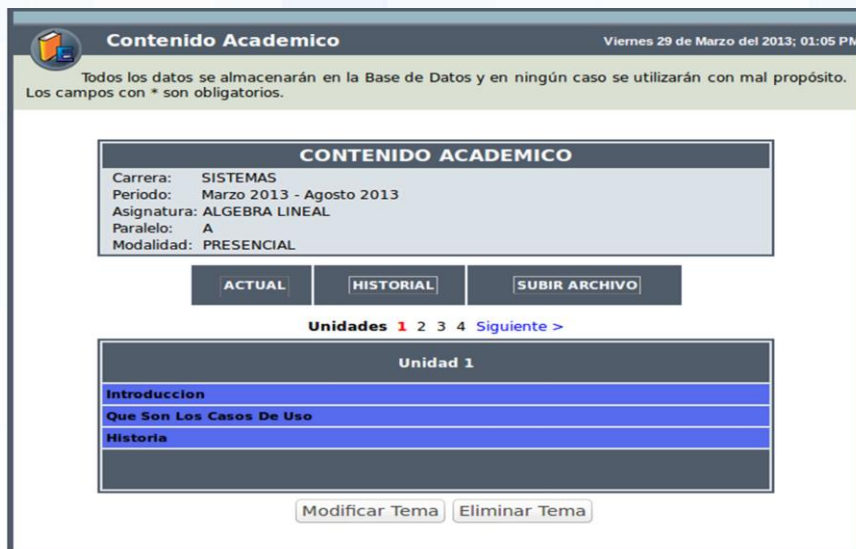 Contenido Academico
Viernes 29 de Marzo del 2013; 01:05 PM
Todos los datos se almacenarán en la Base de Datos y en ningún caso se utilizarán con mal propósito.
Los campos con * son obligatorios.
CONTENIDO ACADEMICO
Carrera: SISTEMAS
Periodo: Marzo 2013 - Agosto 2013
Asignatura: ALGEBRA LINEAL
Paralelo: A
Modalidad: PRESENCIAL
ACTUAL HISTORIAL SUBIR ARCHIVO
Unidades 1 2 3 4 Siguiente >
Unidad 1
Introduccion
Que Son Los Casos De Uso
Historia
Modificar Tema Eliminar Tema